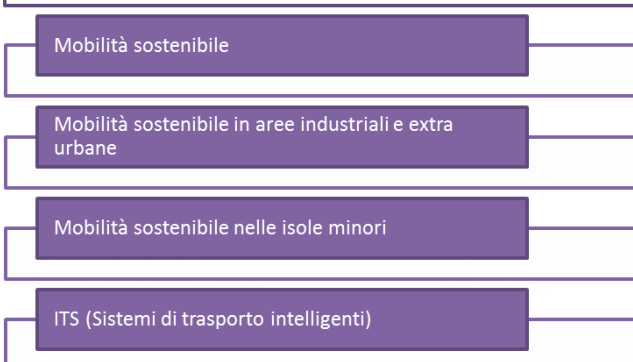 Mobilità sostenibile
Mobilità sostenibile in aree industriali e extra
urbane
Mobilità sostenibile nelle isole minori
ITS (Sistemi di trasporto intelligenti)